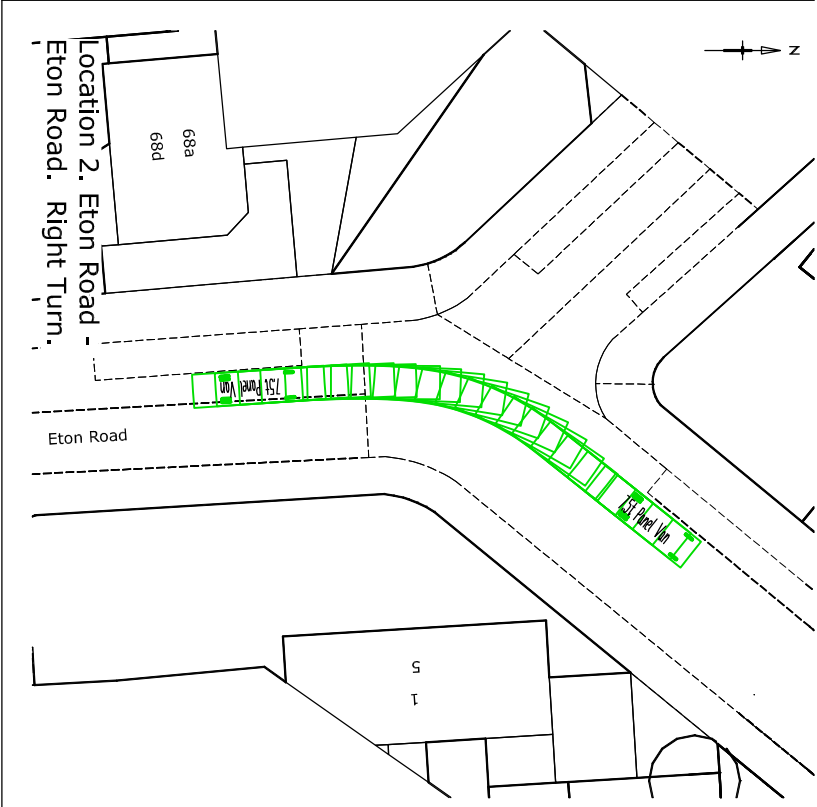 Location 2. Eton Road -
Eton Road. Right Turn.
N
68a
68d
7.5t Panel Van
7.5t Panel Van
Eton Road
5
1